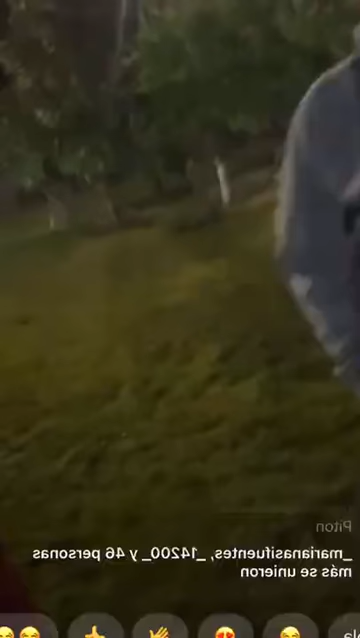 Piton
_marianasifuentes, _14200_ y 46 personas
más se unieron